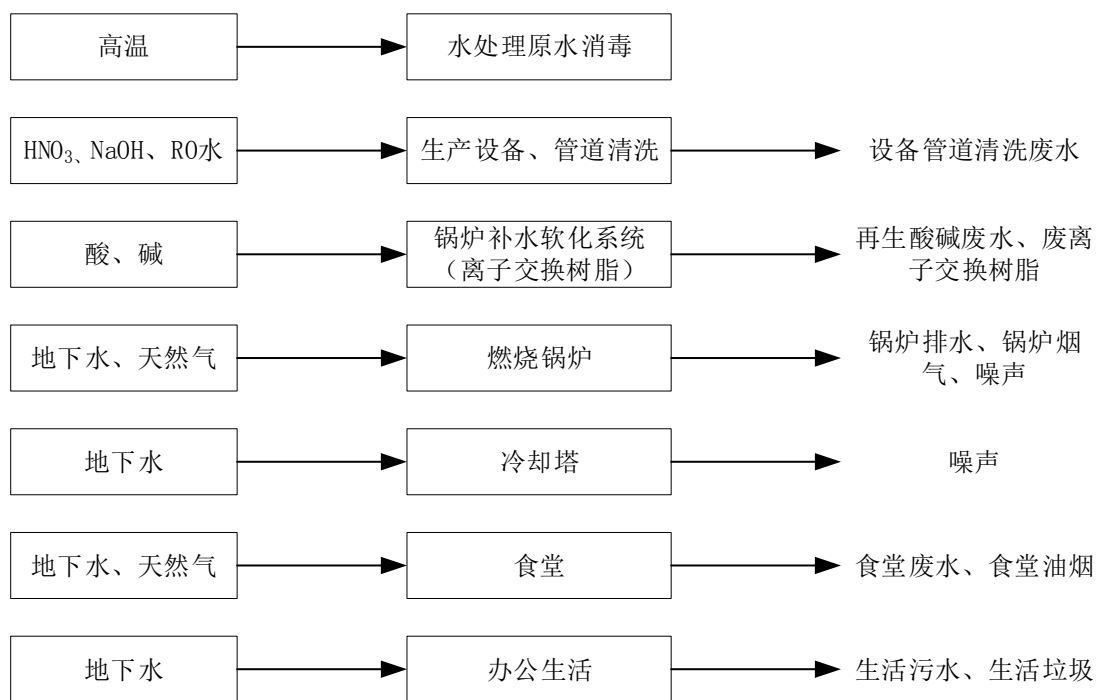 高温
水处理原水消毒
HNO₃、NaOH、RO水
生产设备、管道清洗
设备管道清洗废水
酸、碱
锅炉补水软化系统
（离子交换树脂）
再生酸碱废水、废离
子交换树脂
地下水、天然气
燃烧锅炉
锅炉排水、锅炉烟
气、噪声
地下水
冷却塔
噪声
地下水、天然气
食堂
食堂废水、食堂油烟
地下水
办公生活
生活污水、生活垃圾